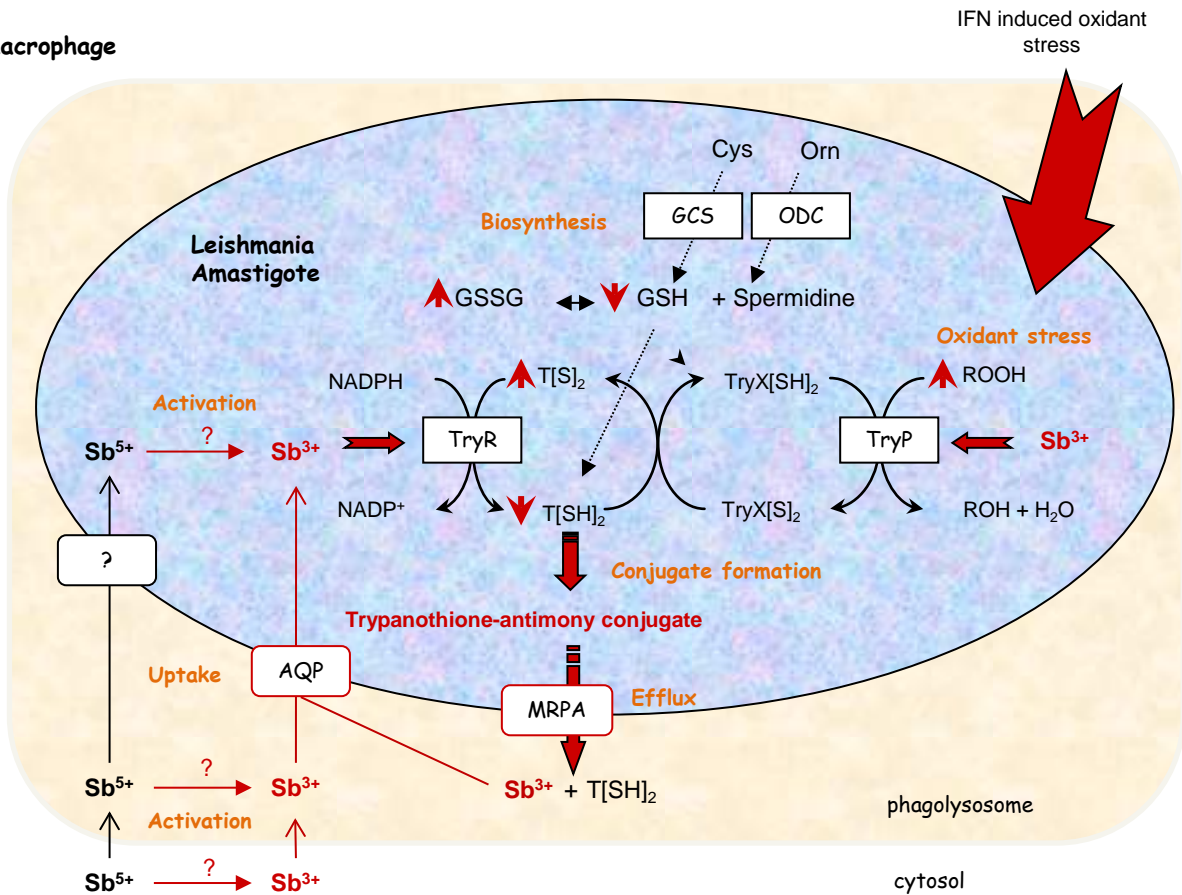 IFN induced oxidant
stress
acrophage
Cys Orn
GCS ODC
Biosynthesis
Leishmania
Amastigote
GSSG GSH + Spermidine
Oxidant stress
NADPH T[S]₂ TryX[SH]₂ ROOH
Activation
?
Sb⁵⁺ Sb³⁺ TryR TryP Sb³⁺
NADP⁺ T[SH]₂ TryX[S]₂ ROH + H₂O
?
Conjugate formation
Trypanothione-antimony conjugate
Uptake AQP
MRPA Efflux
?
Sb⁵⁺ Sb³⁺ Sb³⁺ + T[SH]₂
phagolysosome
Activation
?
Sb⁵⁺ Sb³⁺ cytosol